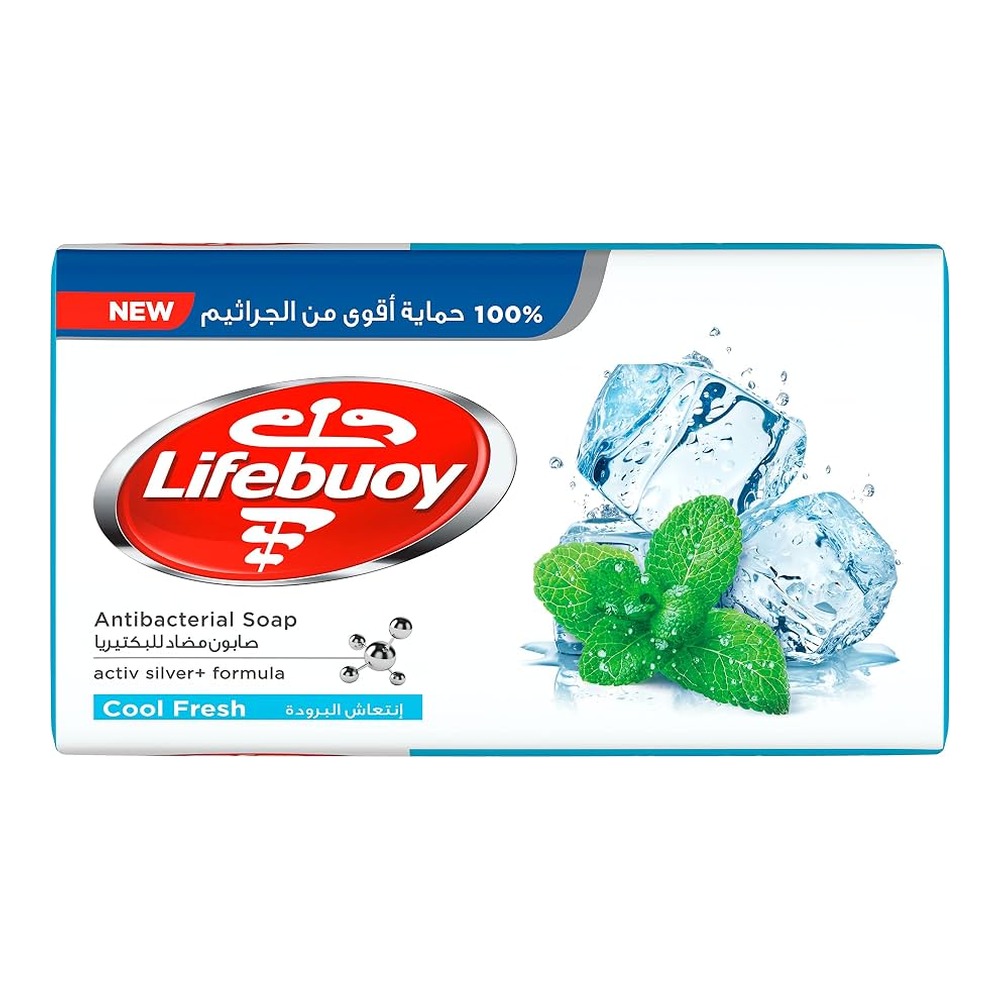 NEW 100% حماية أقوى من الجراثيم
Lifebuoy
Antibacterial Soap
صابون مضاد للبكتيريا
activ silver+ formula
Cool Fresh إنتعاش البرودة